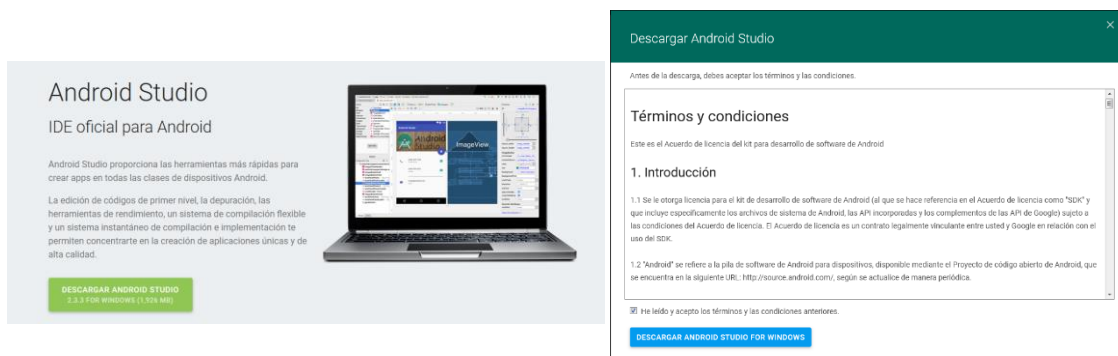 Android Studio
IDE oficial para Android
Android Studio proporciona las herramientas más rápidas para
crear apps en todas las clases de dispositivos Android.
La edición de códigos de primer nivel, la depuración, las
herramientas de rendimiento, un sistema de compilación flexible
y un sistema instantáneo de compilación e implementación te
permiten concentrarte en la creación de aplicaciones únicas y de
alta calidad.
DESCARGAR ANDROID STUDIO
2.3.3 FOR WINDOWS (1,926 MB)
Android
Studio
ImageView
Descargar Android Studio
Antes de la descarga, debes aceptar los términos y las condiciones.
Términos y condiciones
Este es el Acuerdo de licencia del kit para desarrollo de software de Android
1. Introducción
1.1 Se le otorga licencia para el kit de desarrollo de software de Android (al que se hace referencia en el Acuerdo de licencia como "SDK" y
que incluye específicamente los archivos de sistema de Android, las API incorporadas y los complementos de las API de Google) sujeto a
las condiciones del Acuerdo de licencia. El Acuerdo de licencia es un contrato legalmente vinculante entre usted y Google en relación con el
uso del SDK.
1.2 "Android" se refiere a la pila de software de Android para dispositivos, disponible mediante el Proyecto de código abierto de Android, que
se encuentra en la siguiente URL: http://source.android.com/, según se actualice de manera periódica.
He leído y acepto los términos y las condiciones anteriores.
DESCARGAR ANDROID STUDIO FOR WINDOWS